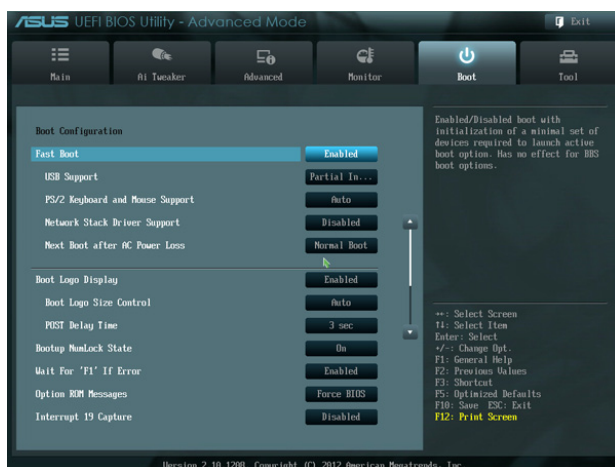 ASUS UEFI BIOS Utility - Advanced Mode
Exit
Main Ai Tweaker Advanced Monitor Boot Tool
Boot Configuration
Fast Boot Enabled
USB Support Partial In...
PS/2 Keyboard and Mouse Support Auto
Network Stack Driver Support Disabled
Next Boot after AC Power Loss Normal Boot
Boot Logo Display Enabled
Boot Logo Size Control Auto
POST Delay Time 3 sec
Bootup NumLock State On
Wait For 'F1' If Error Enabled
Option ROM Messages Force BIOS
Interrupt 19 Capture Disabled
Enabled/Disabled boot with
initialization of a minimal set of
devices required to launch active
boot option. Has no effect for BBS
boot options.
→←: Select Screen
↑↓: Select Item
Enter: Select
+/-: Change Opt.
F1: General Help
F2: Previous Values
F3: Shortcut
F5: Optimized Defaults
F10: Save ESC: Exit
F12: Print Screen
Version 2.10.1208. Copyright (C) 2012 American Megatrends, Inc.